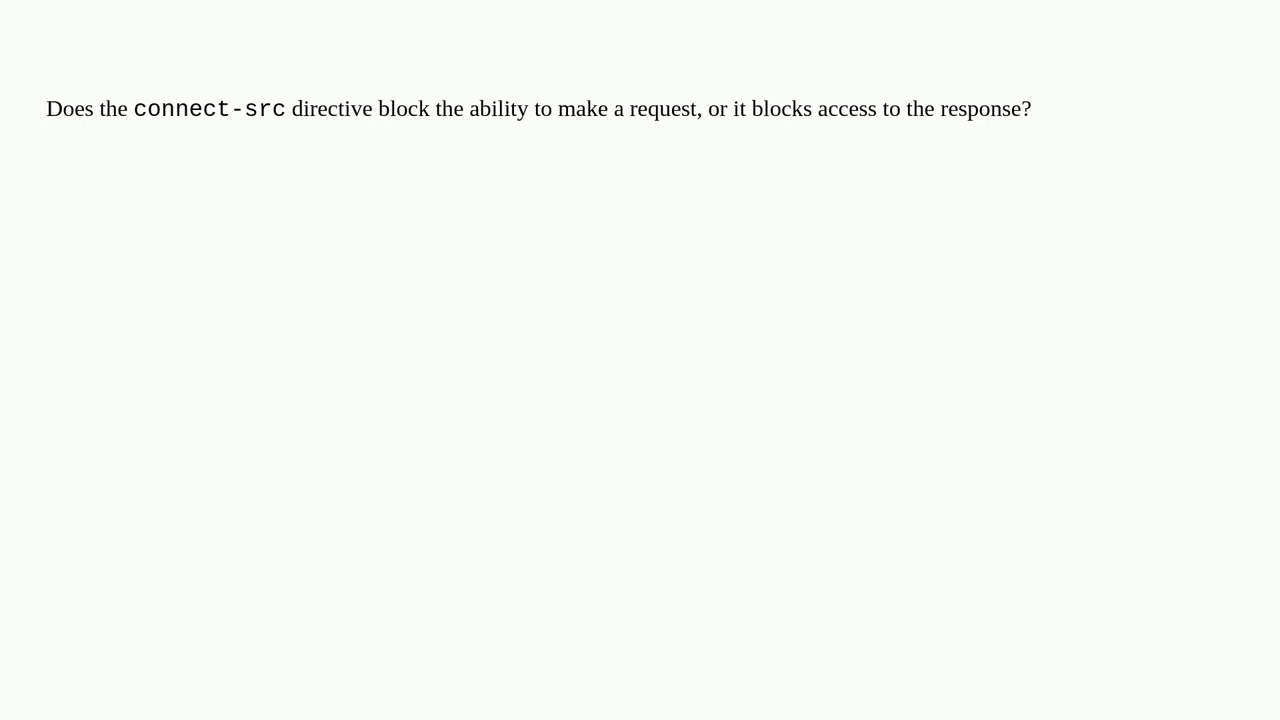 Does the connect-src directive block the ability to make a request, or it blocks access to the response?